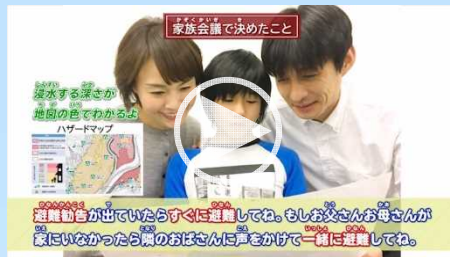 家族会議で決めたこと
浸水する深さが
地図の色でわかるよ
ハザードマップ
避難勧告が出ていたらすぐに避難してね。もしお父さんお母さんが
家にいなかったら隣のおばさんに声をかけて一緒に避難してね。